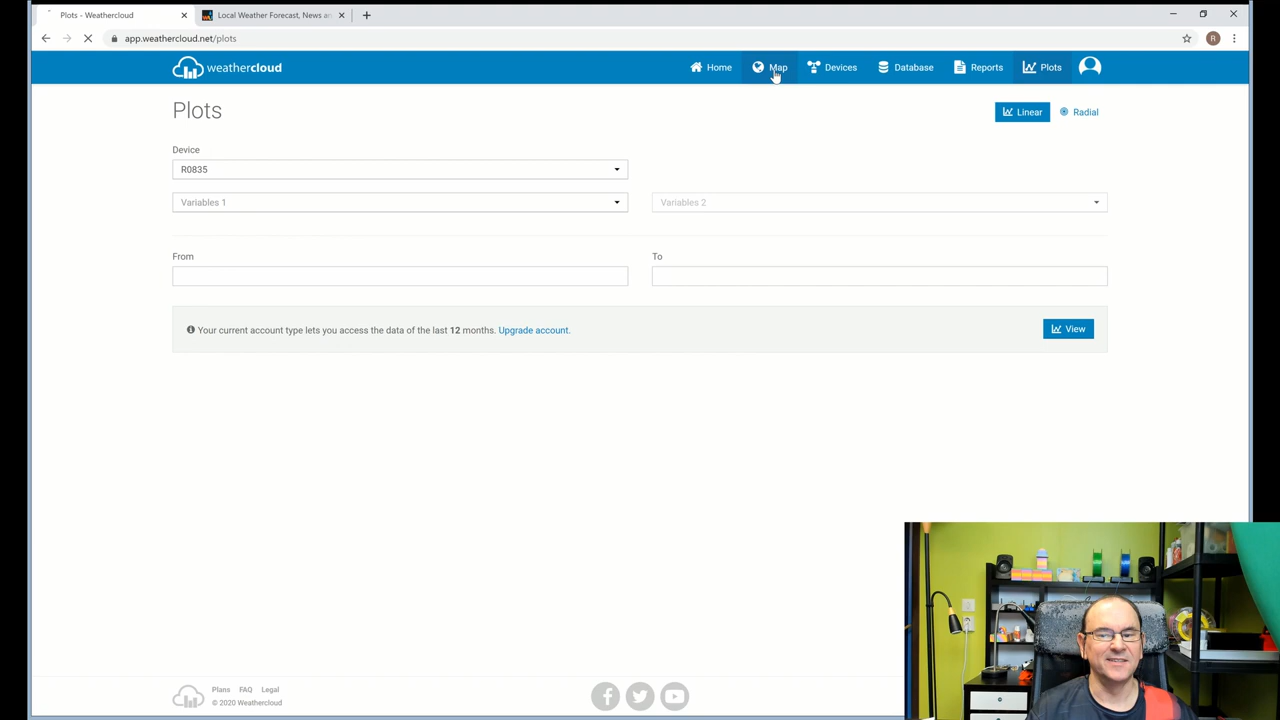 Plots - Weathercloud
Local Weather Forecast, News an
app.weathercloud.net/plots
R
weathercloud
Home
Map
Devices
Database
Reports
Plots
Plots
Linear
Radial
Device
R0835
Variables 1
Variables 2
From
To
Your current account type lets you access the data of the last 12 months. Upgrade account.
View
Plans FAQ Legal
© 2020 Weathercloud